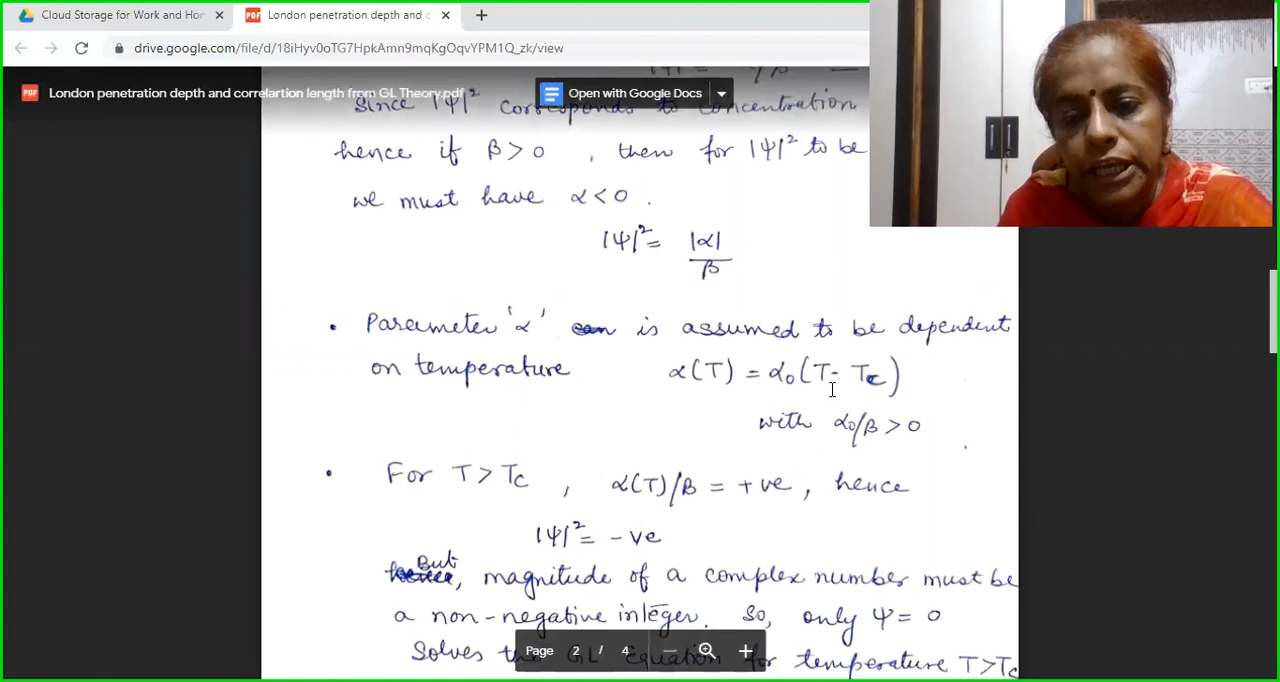 Cloud Storage for Work and Hom
London penetration depth and c
drive.google.com/file/d/18iHyv0oTG7HpkAmn9mqKgOqvYPM1Q_zk/view
London penetration depth and correlartion length from GL Theory.pdf
Open with Google Docs
Since |Ψ|² corresponds to concentration
hence if β > 0 , then for |Ψ|² to be
we must have α < 0 .
|Ψ|² = |α| / β
• Parameter 'α' is assumed to be dependent
on temperature α(T) = α₀(T - Tc)
with α₀/β > 0
• For T > Tc , α(T)/β = +ve , hence
|Ψ|² = - ve
But, magnitude of a complex number must be
a non-negative integer. So, only Ψ = 0
Solves the GL Equation for temperature T > Tc
Page 2 / 4